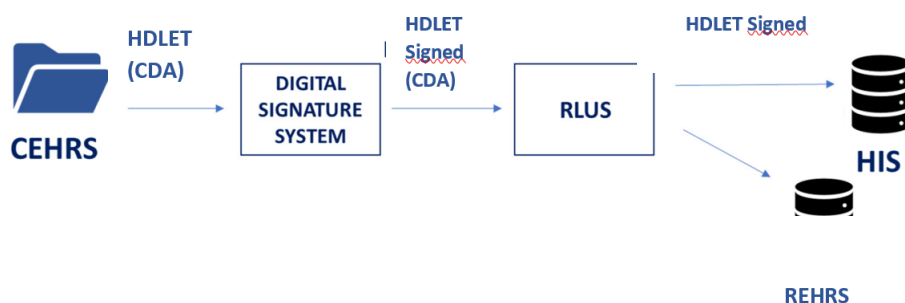 HDLET
(CDA)
HDLET
Signed
(CDA)
HDLET Signed
CEHRS
DIGITAL
SIGNATURE
SYSTEM
RLUS
HIS
REHRS